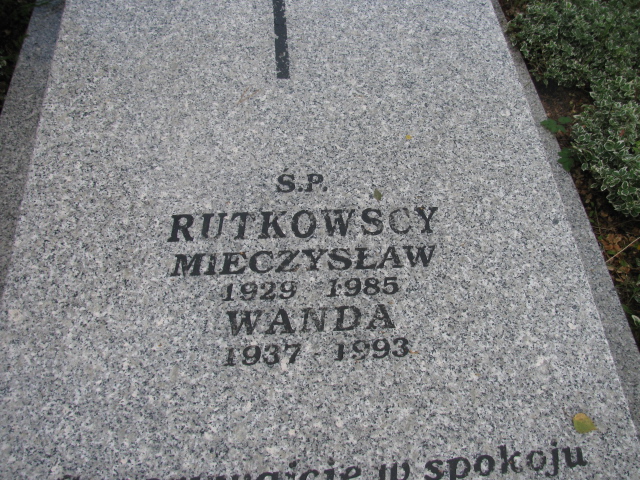 S.P.
RUTKOWSCY
MIECZYSŁAW
1929 1985
WANDA
1937 - 1993
w spokoju